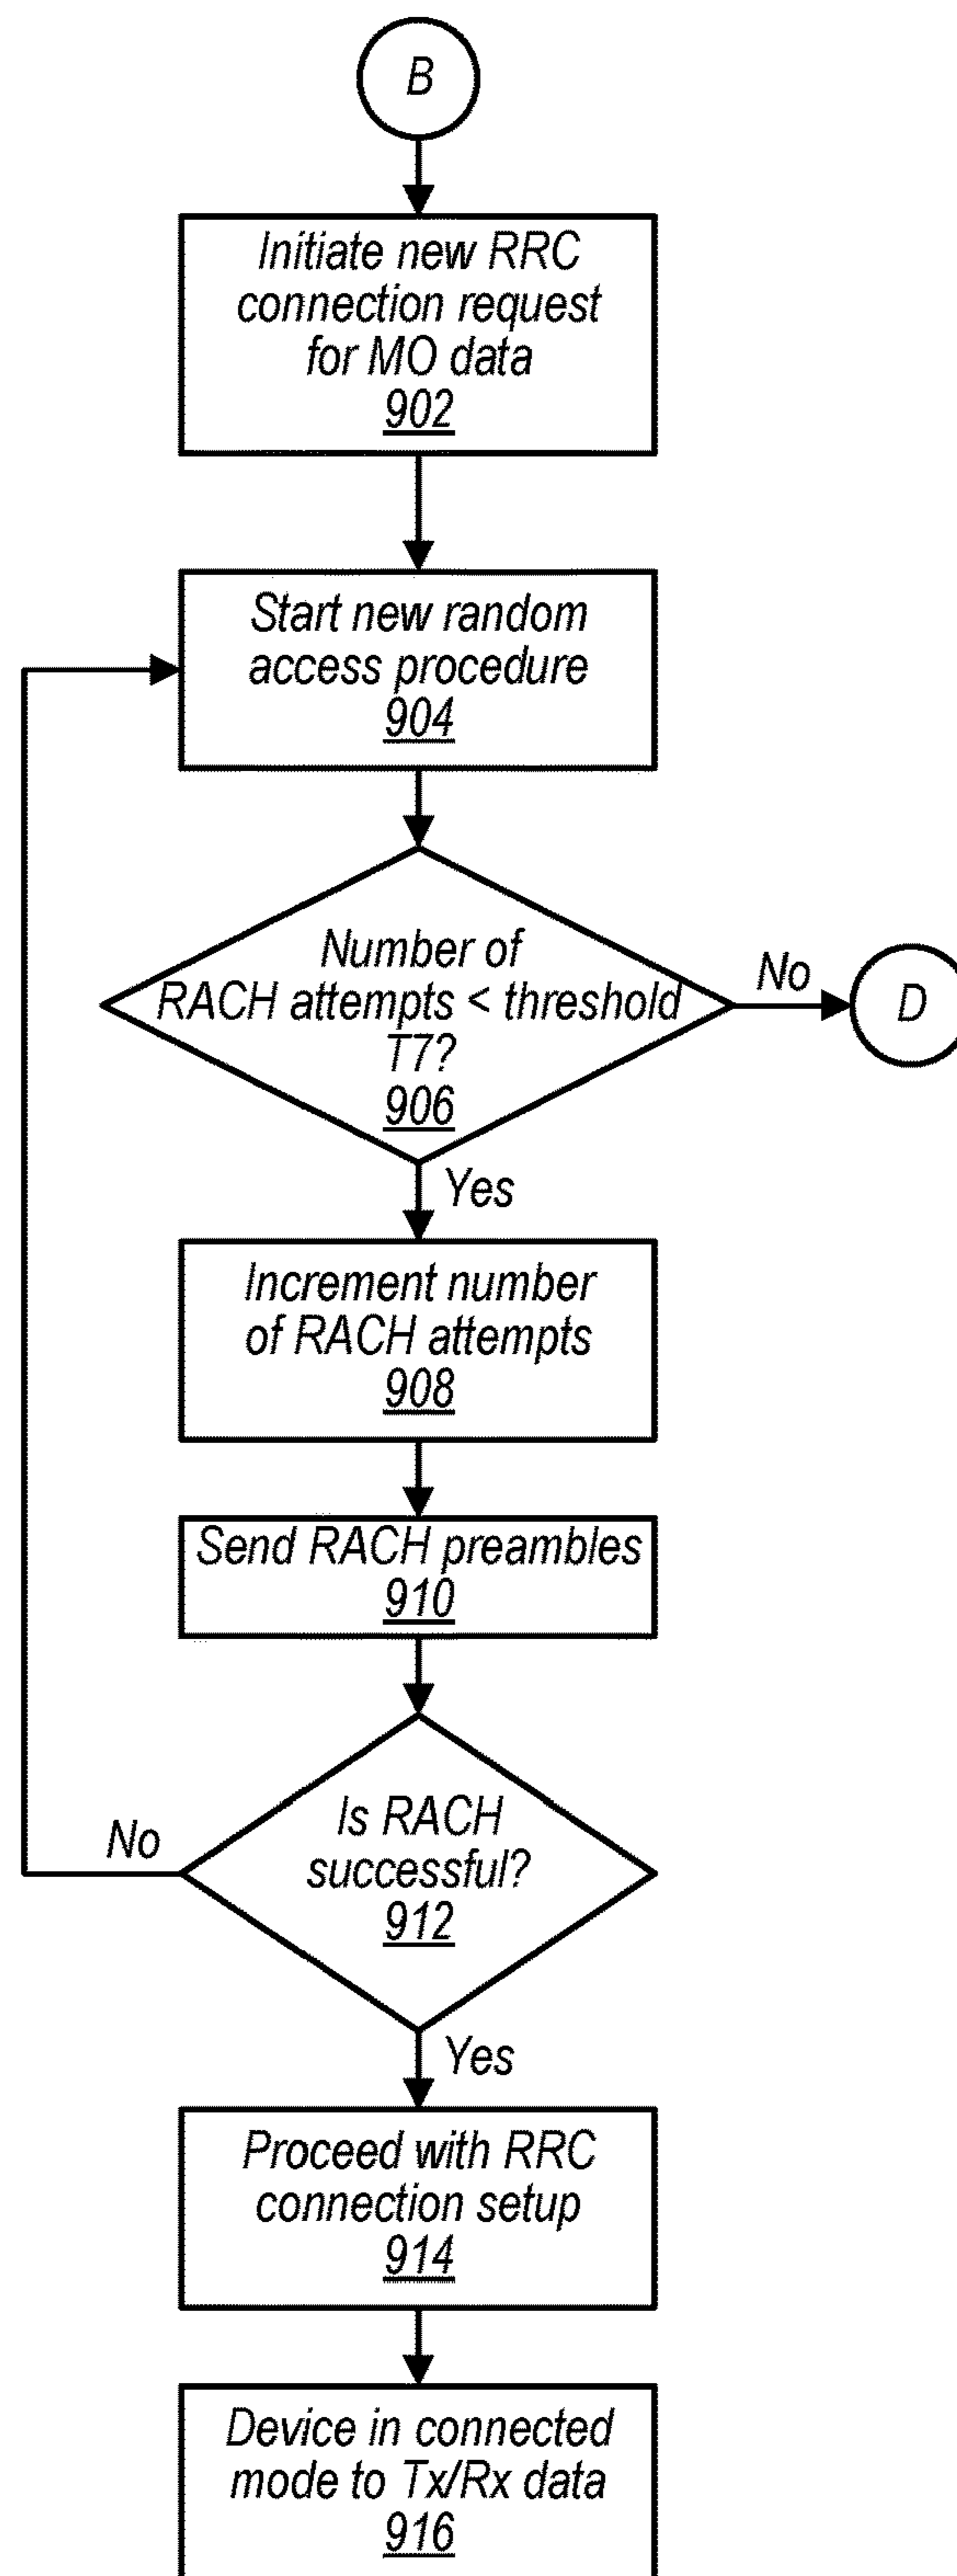 B
Initiate new RRC
connection request
for MO data
902
Start new random
access procedure
904
Number of
RACH attempts < threshold
T7?
906
No
D
Yes
Increment number
of RACH attempts
908
Send RACH preambles
910
Is RACH
successful?
912
No
Yes
Proceed with RRC
connection setup
914
Device in connected
mode to Tx/Rx data
916